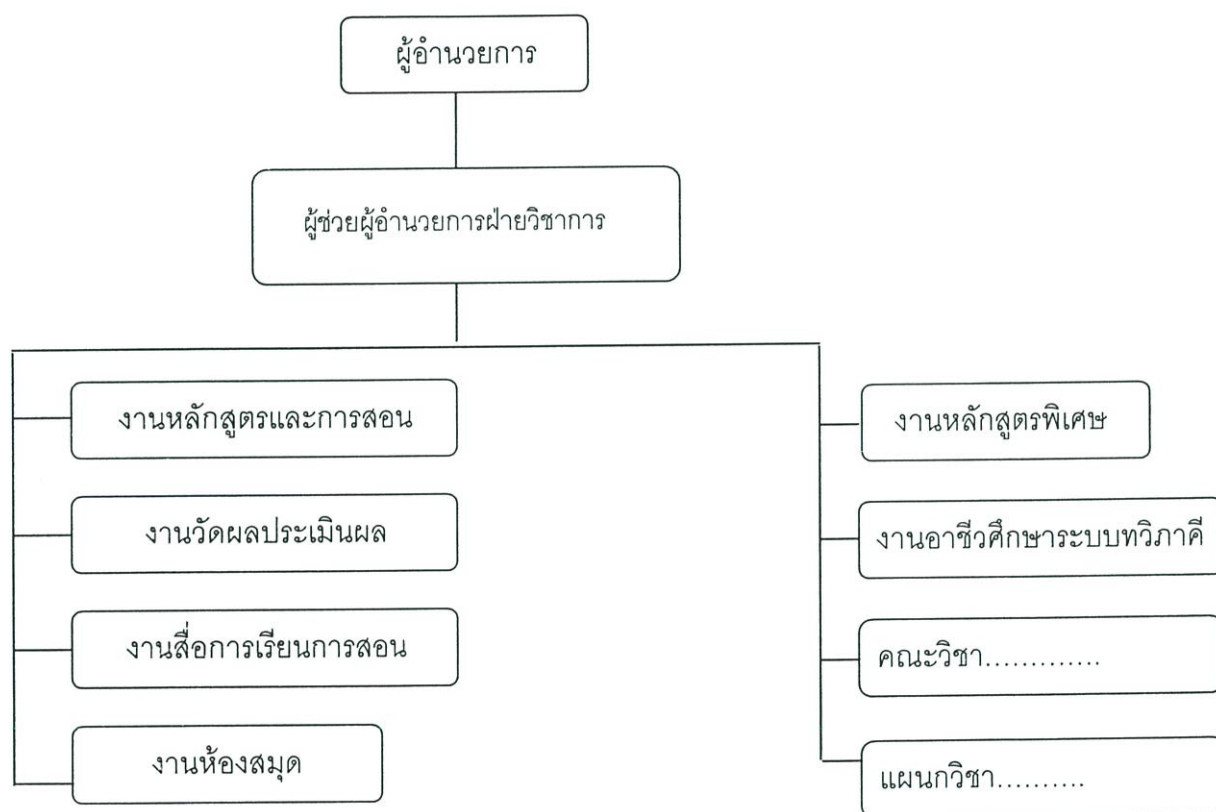 ผู้อำนวยการ
ผู้ช่วยผู้อำนวยการฝ่ายวิชาการ
งานหลักสูตรและการสอน
งานวัดผลประเมินผล
งานสื่อการเรียนการสอน
งานห้องสมุด
งานหลักสูตรพิเศษ
งานอาชีวศึกษาระบบทวิภาคี
คณะวิชา.............
แผนกวิชา..........